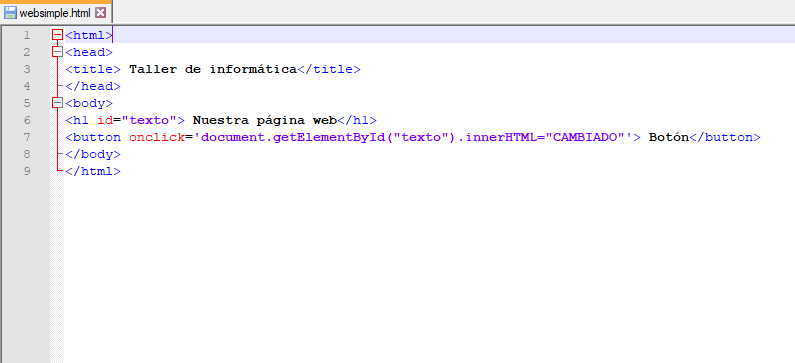 websimple.html
1 <html>
2 <head>
3 <title> Taller de informática</title>
4 </head>
5 <body>
6 <h1 id="texto"> Nuestra página web</h1>
7 <button onclick='document.getElementById("texto").innerHTML="CAMBIADO"'> Botón</button>
8 </body>
9 </html>